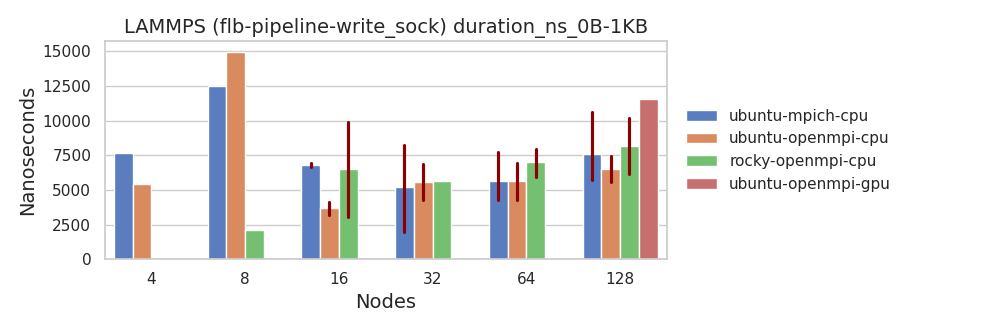 LAMMPS (flb-pipeline-write_sock) duration_ns_0B-1KB
Nanoseconds
15000
12500
10000
7500
5000
2500
0
4 8 16 32 64 128
Nodes
ubuntu-mpich-cpu
ubuntu-openmpi-cpu
rocky-openmpi-cpu
ubuntu-openmpi-gpu